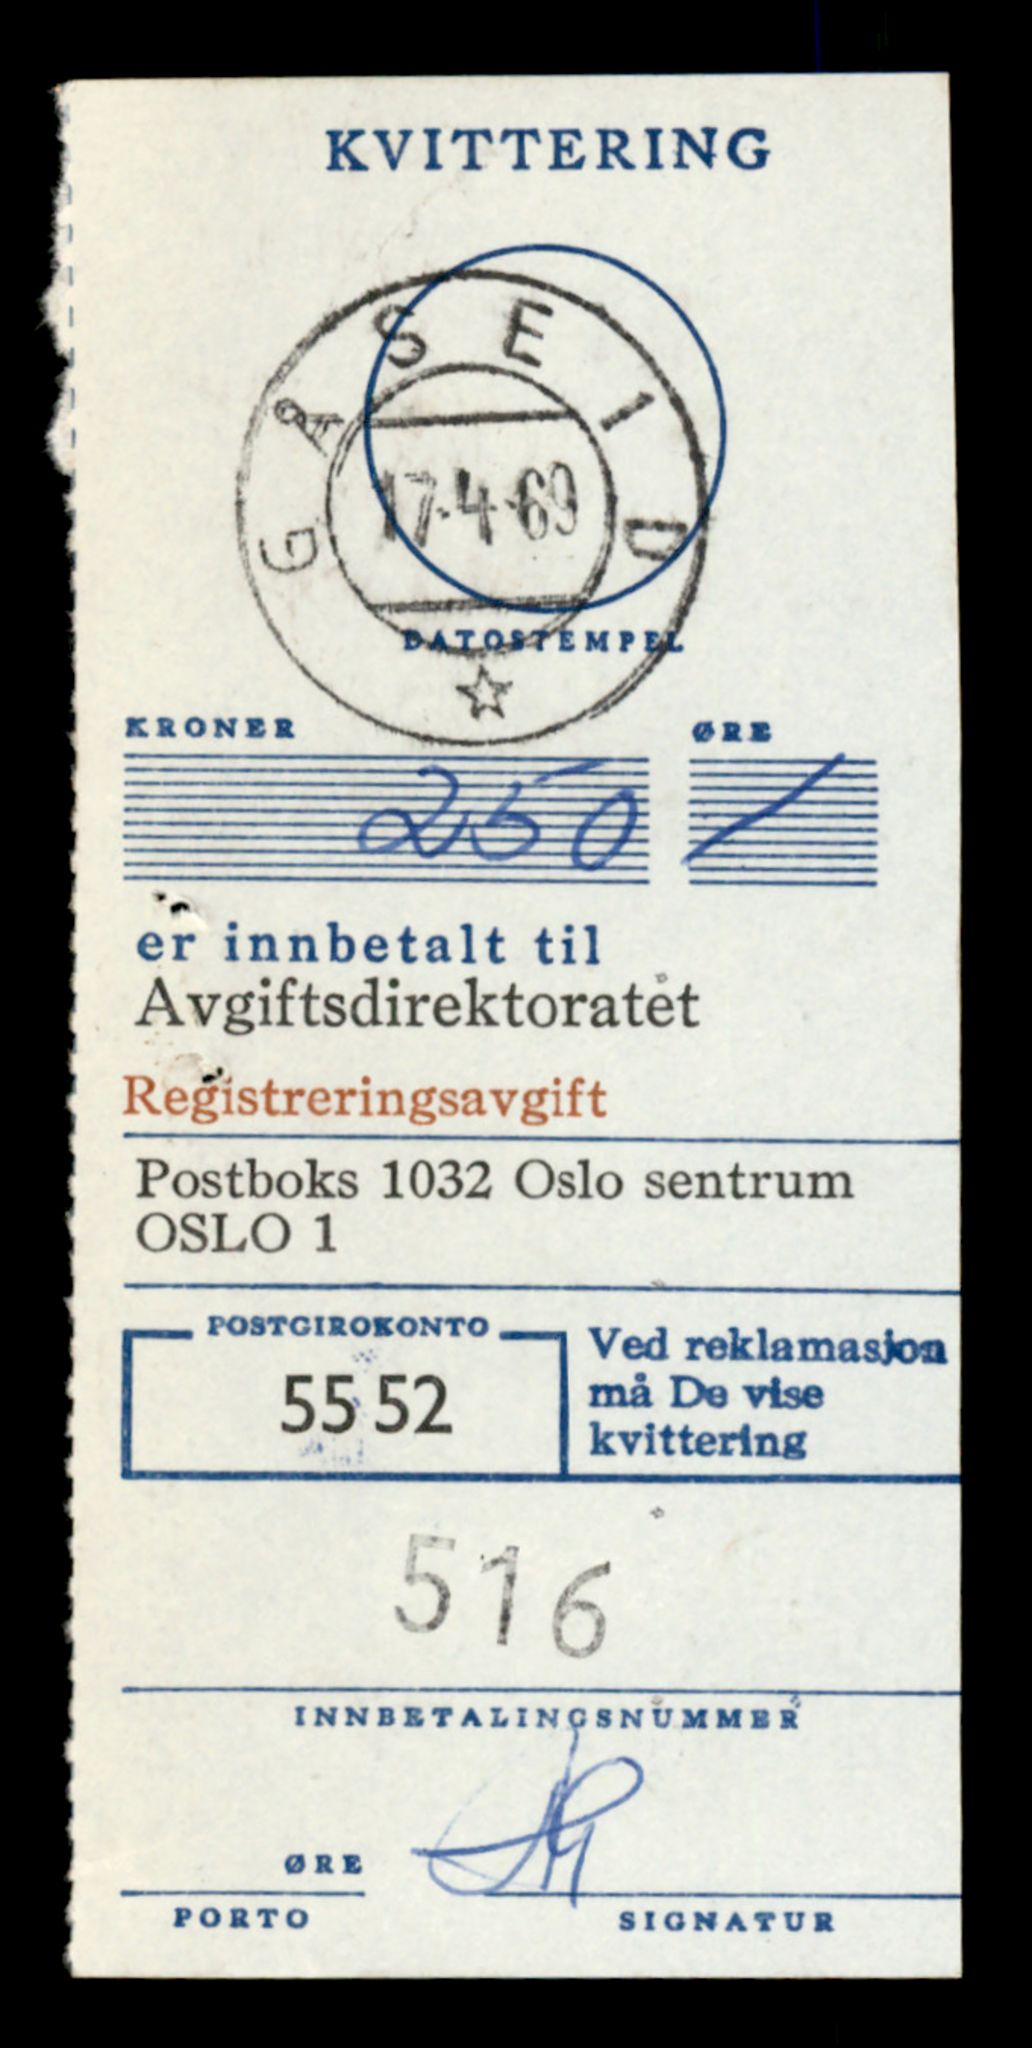 KVITTERING
GÅSEID
17-4-69
DATOSTEMPEL
KRONER ØRE
250 /
er innbetalt til
Avgiftsdirektoratet
Registreringsavgift
Postboks 1032 Oslo sentrum
OSLO 1
POSTGIROKONTO
55 52
Ved reklamasjon
må De vise
kvittering
516
INNBETALINGSNUMMER
ØRE
PORTO SIGNATUR